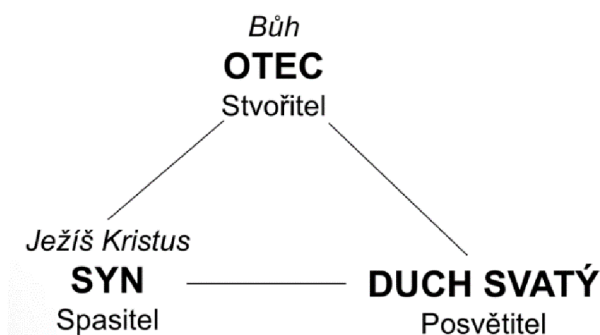 Bůh
OTEC
Stvořitel
Ježíš Kristus
SYN
Spasitel
DUCH SVATÝ
Posvětitel